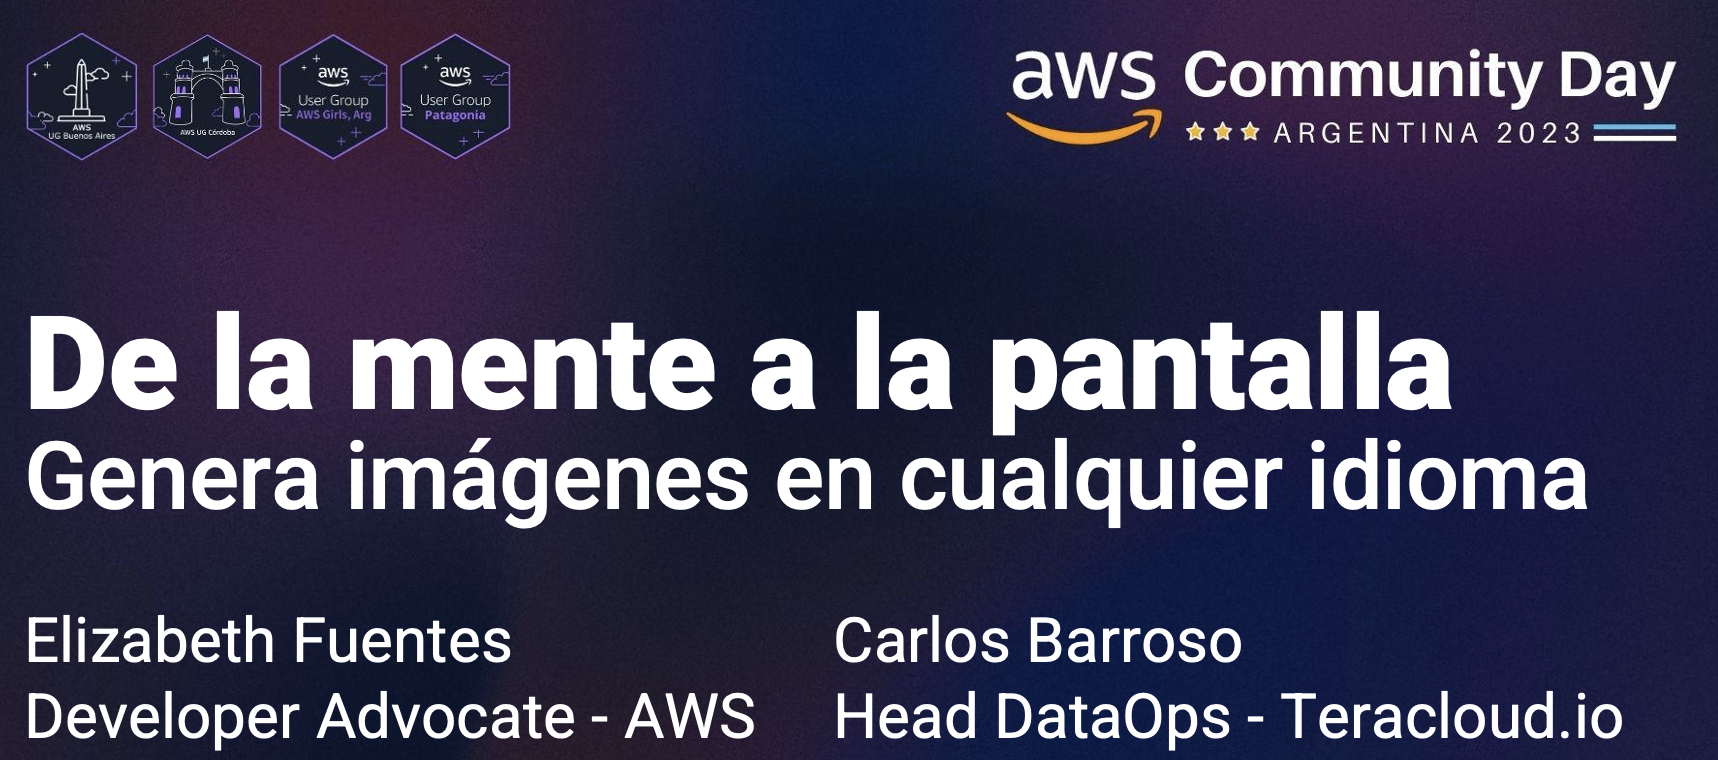 AWS
UG Buenos Aires
AWS UG Córdoba
aws
User Group
AWS Girls, Arg
aws
User Group
Patagonia
aws Community Day
ARGENTINA 2023
De la mente a la pantalla
Genera imágenes en cualquier idioma
Elizabeth Fuentes
Developer Advocate - AWS
Carlos Barroso
Head DataOps - Teracloud.io